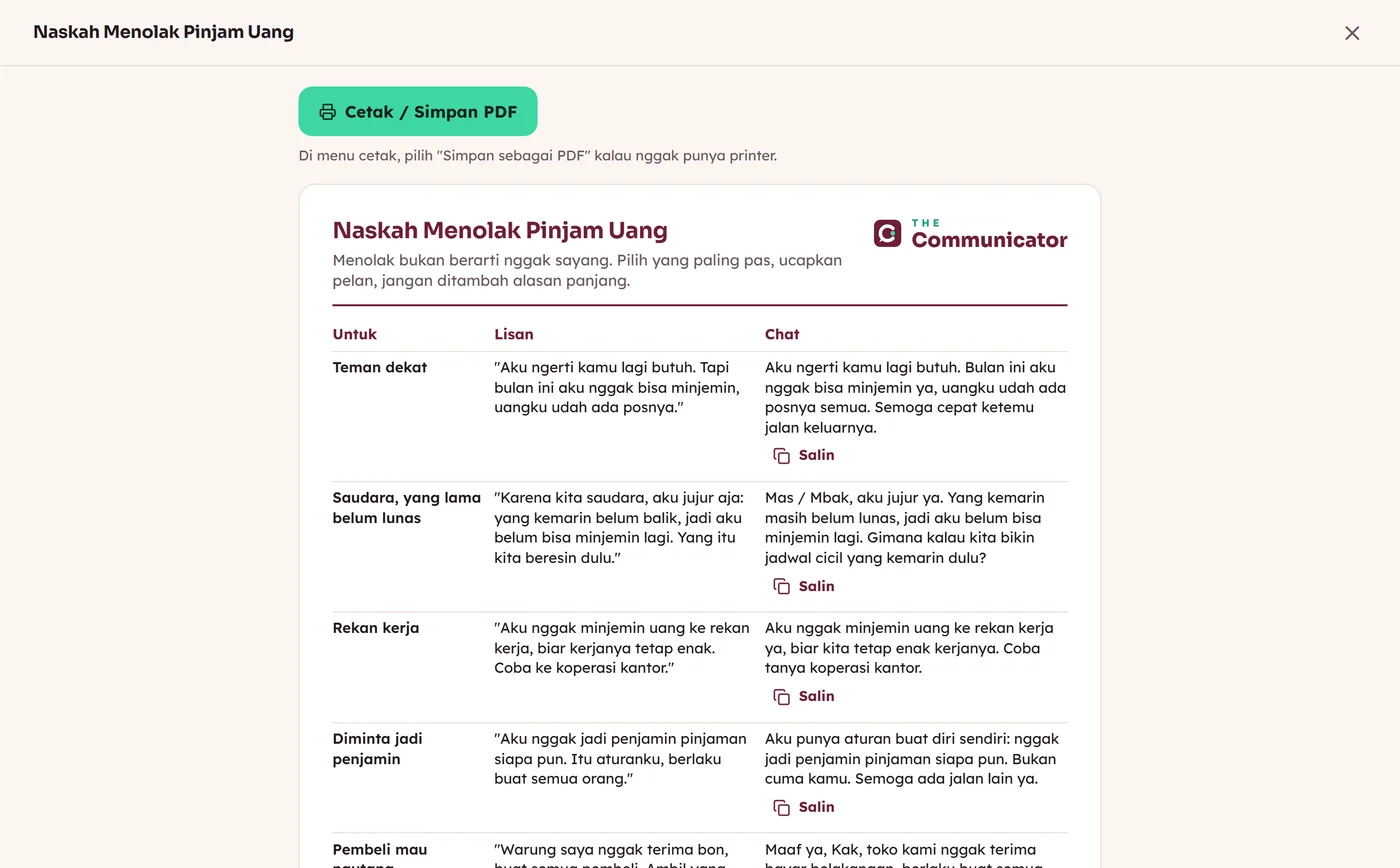 Naskah Menolak Pinjam Uang
Cetak / Simpan PDF
Di menu cetak, pilih "Simpan sebagai PDF" kalau nggak punya printer.
Naskah Menolak Pinjam Uang
Menolak bukan berarti nggak sayang. Pilih yang paling pas, ucapkan
pelan, jangan ditambah alasan panjang.
THE
Communicator
Untuk
Lisan
Chat
Teman dekat
"Aku ngerti kamu lagi butuh. Tapi
bulan ini aku nggak bisa minjemin,
uangku udah ada posnya."
Aku ngerti kamu lagi butuh. Bulan ini aku
nggak bisa minjemin ya, uangku udah ada
posnya semua. Semoga cepat ketemu
jalan keluarnya.
Salin
Saudara, yang lama
belum lunas
"Karena kita saudara, aku jujur aja:
yang kemarin belum balik, jadi aku
belum bisa minjemin lagi. Yang itu
kita beresin dulu."
Mas / Mbak, aku jujur ya. Yang kemarin
masih belum lunas, jadi aku belum bisa
minjemin lagi. Gimana kalau kita bikin
jadwal cicil yang kemarin dulu?
Salin
Rekan kerja
"Aku nggak minjemin uang ke rekan
kerja, biar kerjanya tetap enak.
Coba ke koperasi kantor."
Aku nggak minjemin uang ke rekan kerja
ya, biar kita tetap enak kerjanya. Coba
tanya koperasi kantor.
Salin
Diminta jadi
penjamin
"Aku nggak jadi penjamin pinjaman
siapa pun. Itu aturanku, berlaku
buat semua orang."
Aku punya aturan buat diri sendiri: nggak
jadi penjamin pinjaman siapa pun. Bukan
cuma kamu. Semoga ada jalan lain ya.
Salin
Pembeli mau
"Warung saya nggak terima bon,
buat semua pembeli. Ambil yang
Maaf ya, Kak, toko kami nggak terima
bayar belakangan, berlaku buat semua